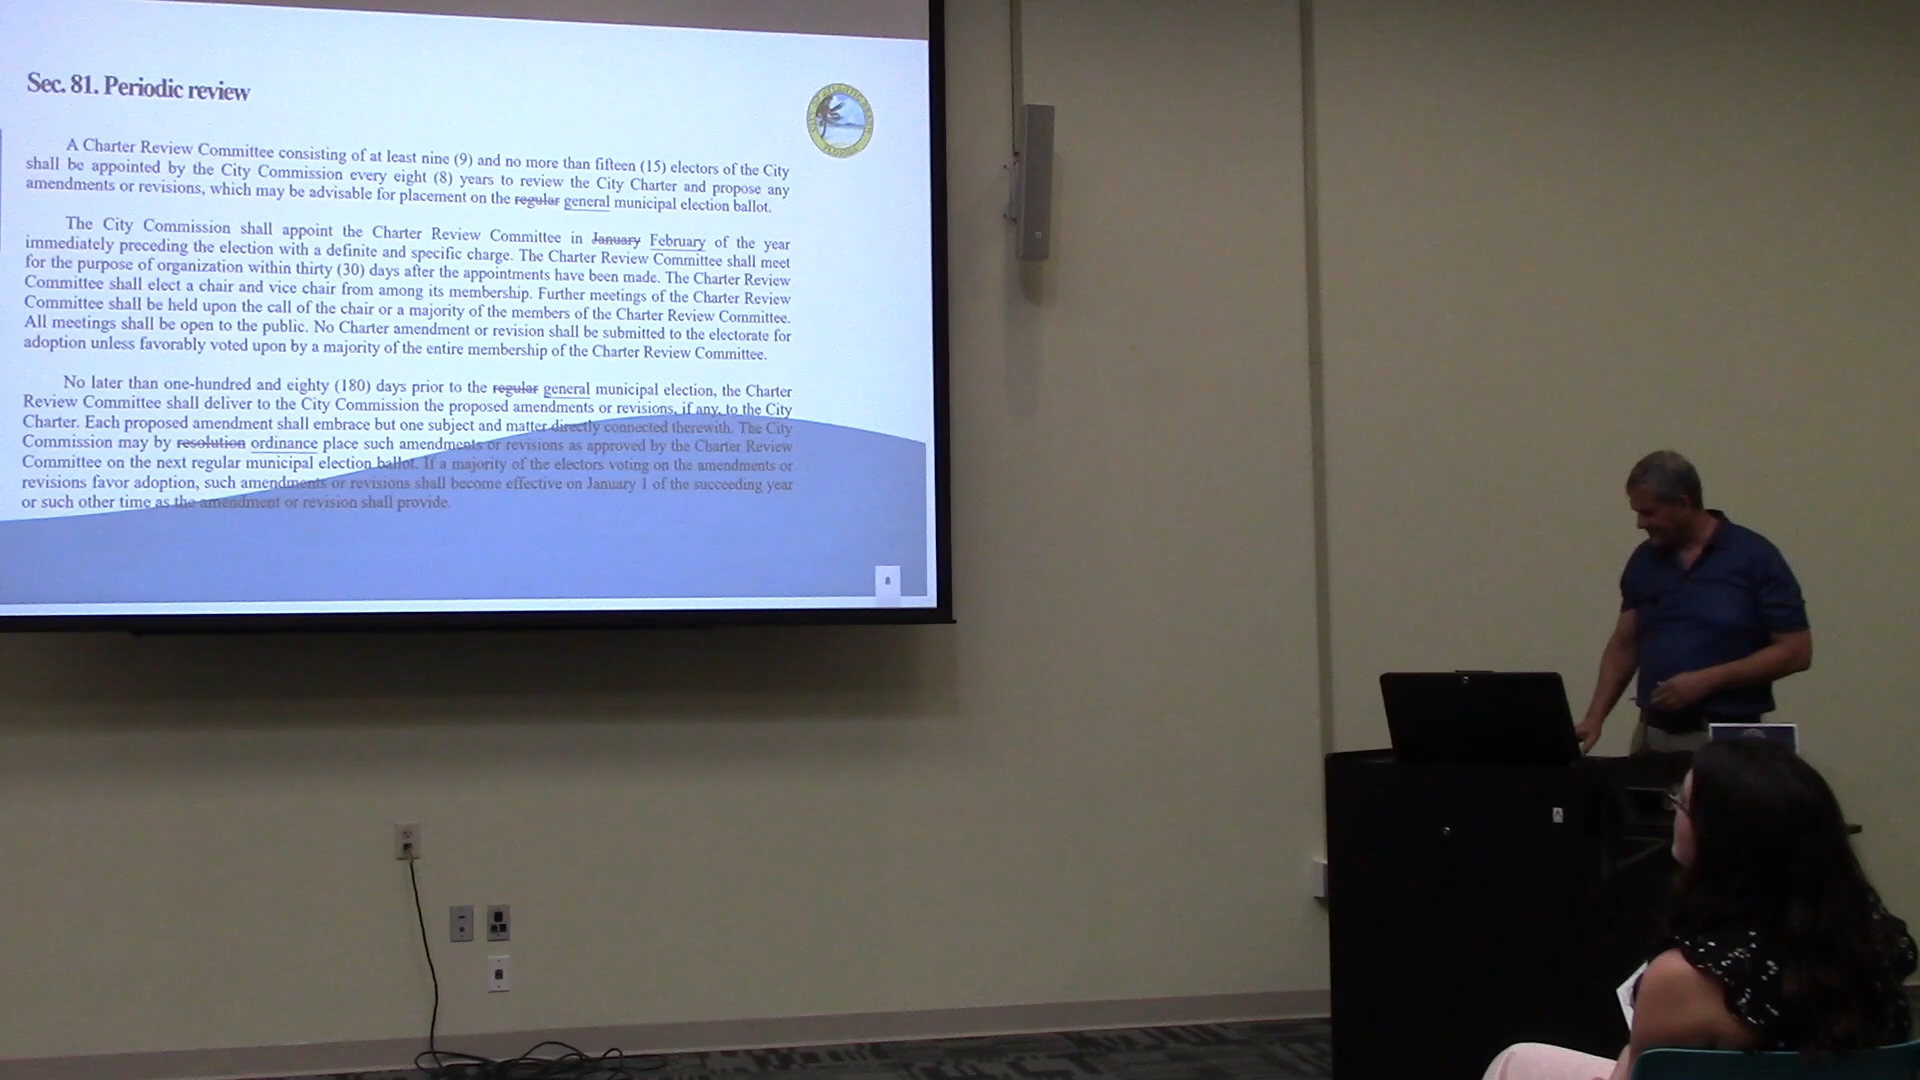 Sec. 81. Periodic review
A Charter Review Committee consisting of at least nine (9) and no more than fifteen (15) electors of the City
shall be appointed by the City Commission every eight (8) years to review the City Charter and propose any
amendments or revisions, which may be advisable for placement on the regular general municipal election ballot.
The City Commission shall appoint the Charter Review Committee in January February of the year
immediately preceding the election with a definite and specific charge. The Charter Review Committee shall meet
for the purpose of organization within thirty (30) days after the appointments have been made. The Charter Review
Committee shall elect a chair and vice chair from among its membership. Further meetings of the Charter Review
Committee shall be held upon the call of the chair or a majority of the members of the Charter Review Committee.
All meetings shall be open to the public. No Charter amendment or revision shall be submitted to the electorate for
adoption unless favorably voted upon by a majority of the entire membership of the Charter Review Committee.
No later than one-hundred and eighty (180) days prior to the regular general municipal election, the Charter
Review Committee shall deliver to the City Commission the proposed amendments or revisions, if any, to the City
Charter. Each proposed amendment shall embrace but one subject and matter directly connected therewith. The City
Commission may by resolution ordinance place such amendments or revisions as approved by the Charter Review
Committee on the next regular municipal election ballot. If a majority of the electors voting on the amendments or
revisions favor adoption, such amendments or revisions shall become effective on January 1 of the succeeding year
or such other time as the amendment or revision shall provide.
8